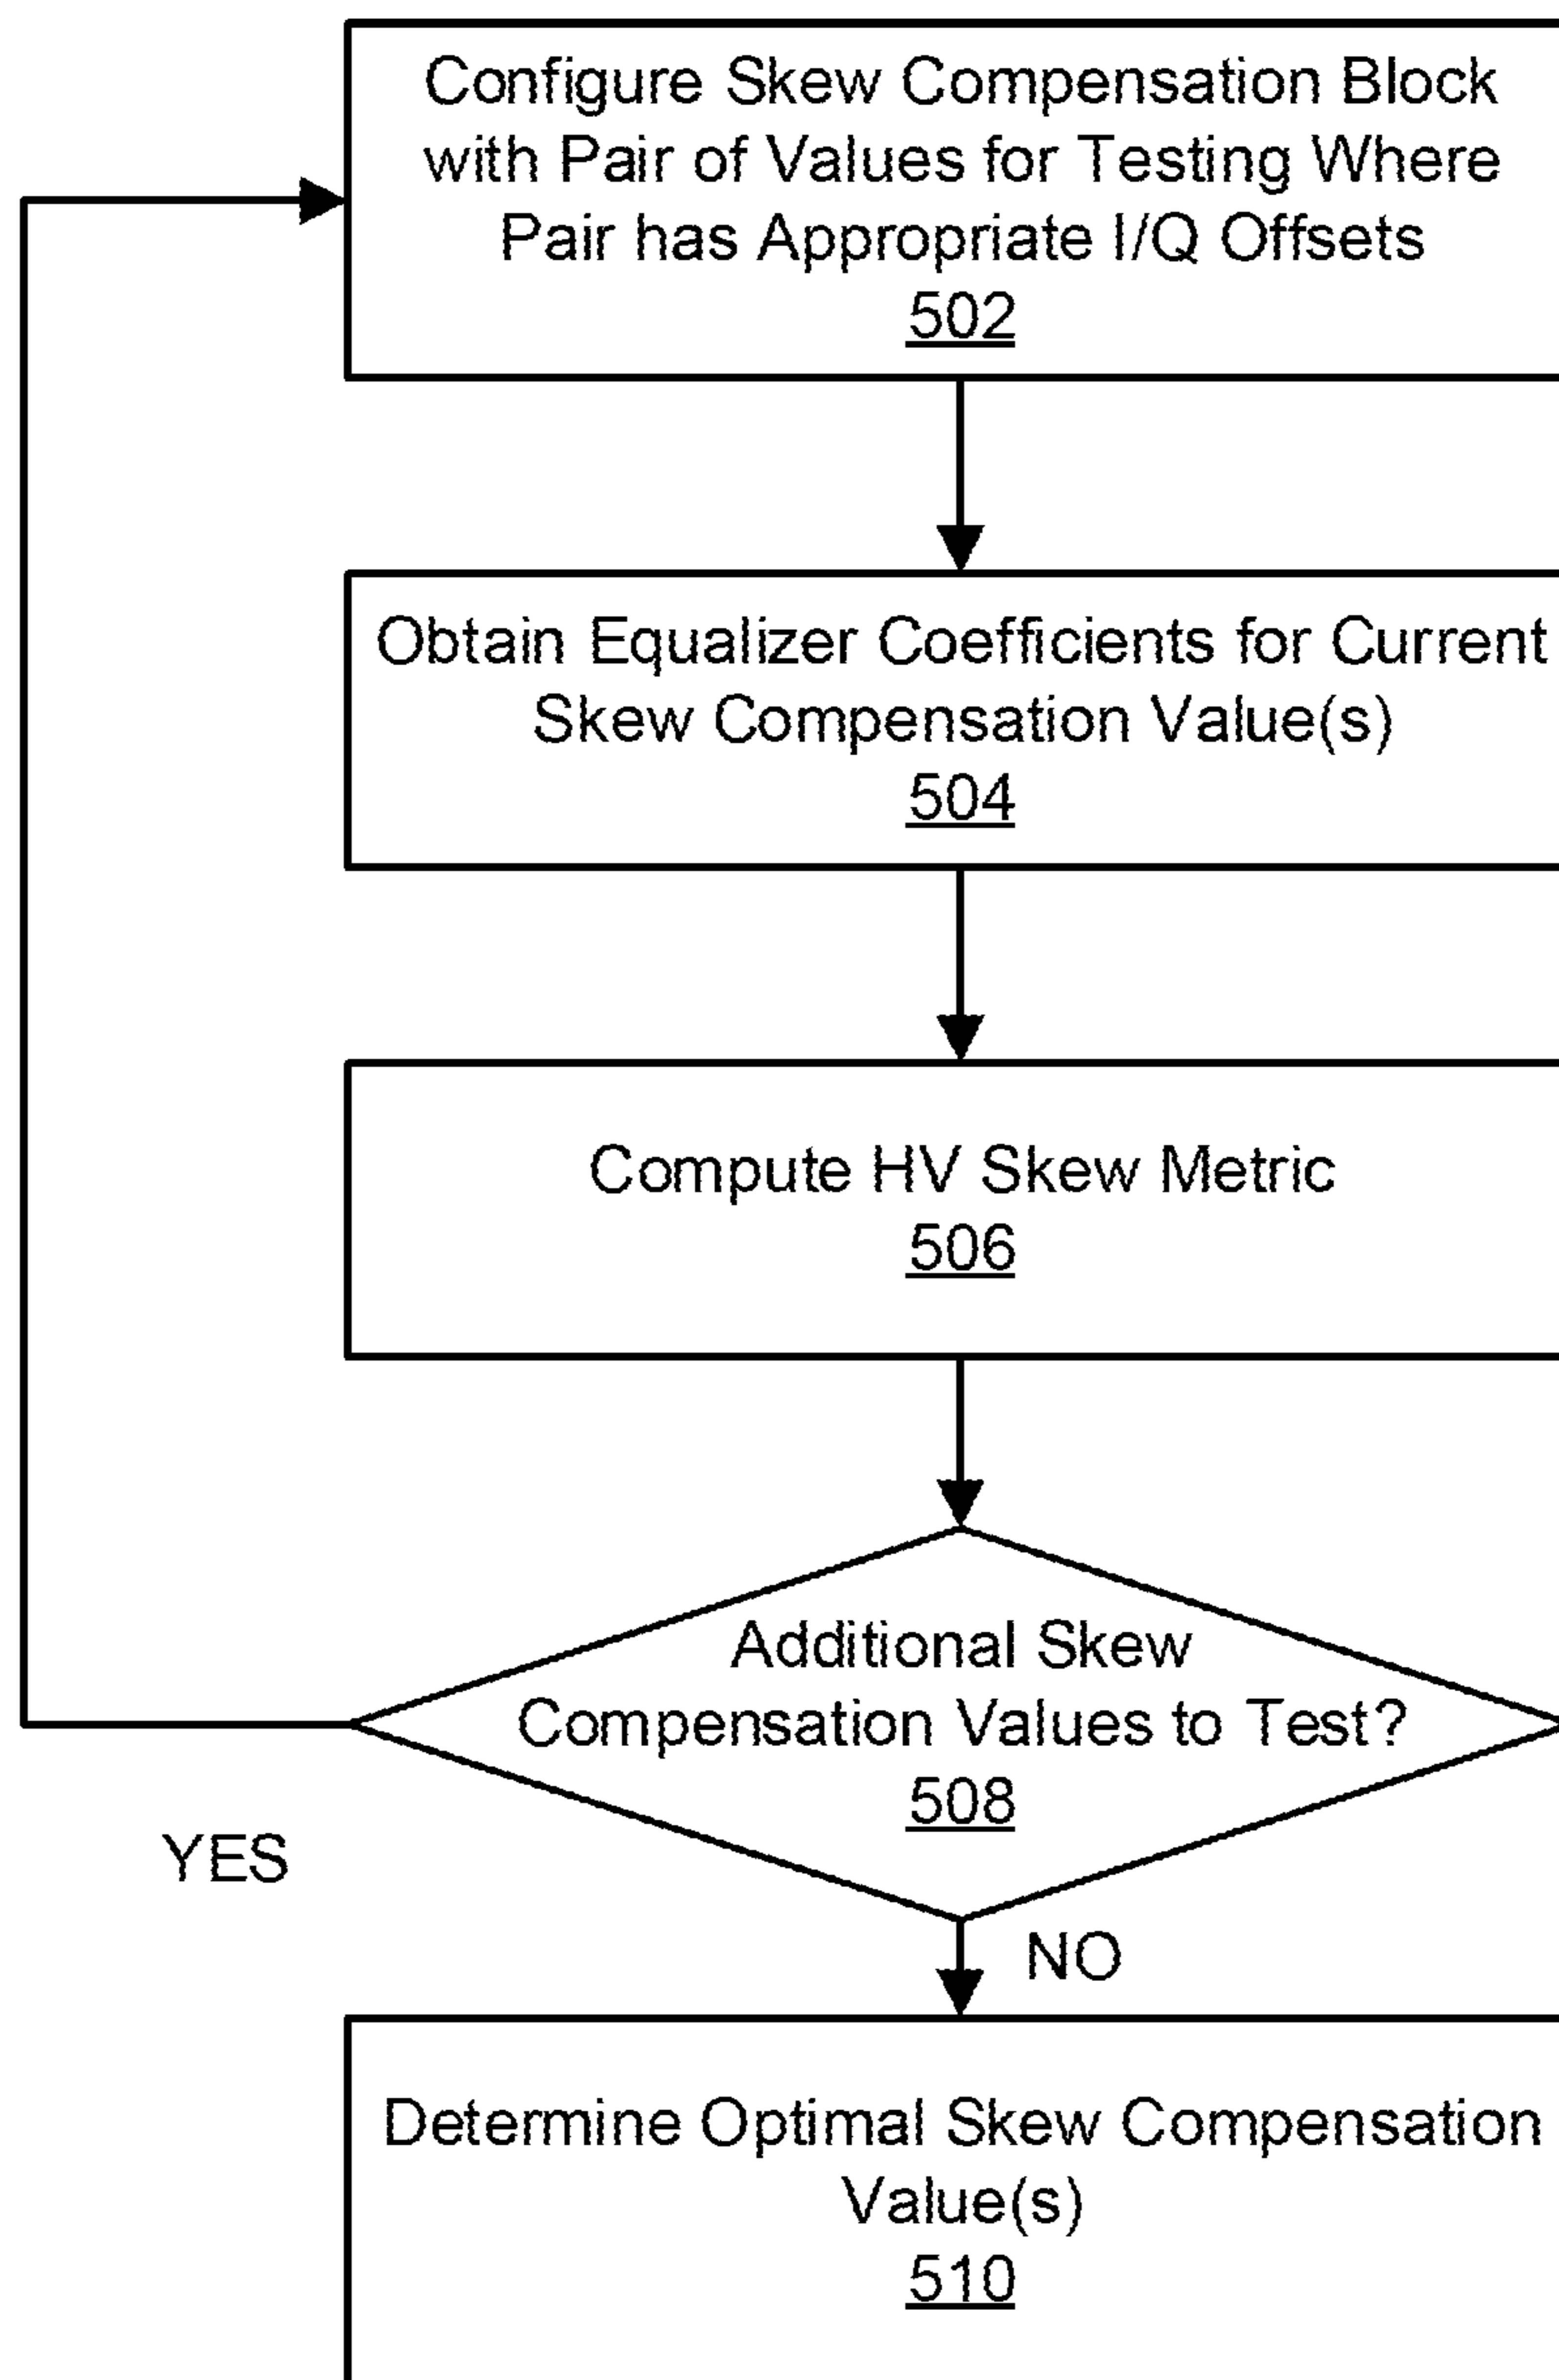 Configure Skew Compensation Block
with Pair of Values for Testing Where
Pair has Appropriate I/Q Offsets
502
Obtain Equalizer Coefficients for Current
Skew Compensation Value(s)
504
Compute HV Skew Metric
506
Additional Skew
Compensation Values to Test?
508
YES
NO
Determine Optimal Skew Compensation
Value(s)
510